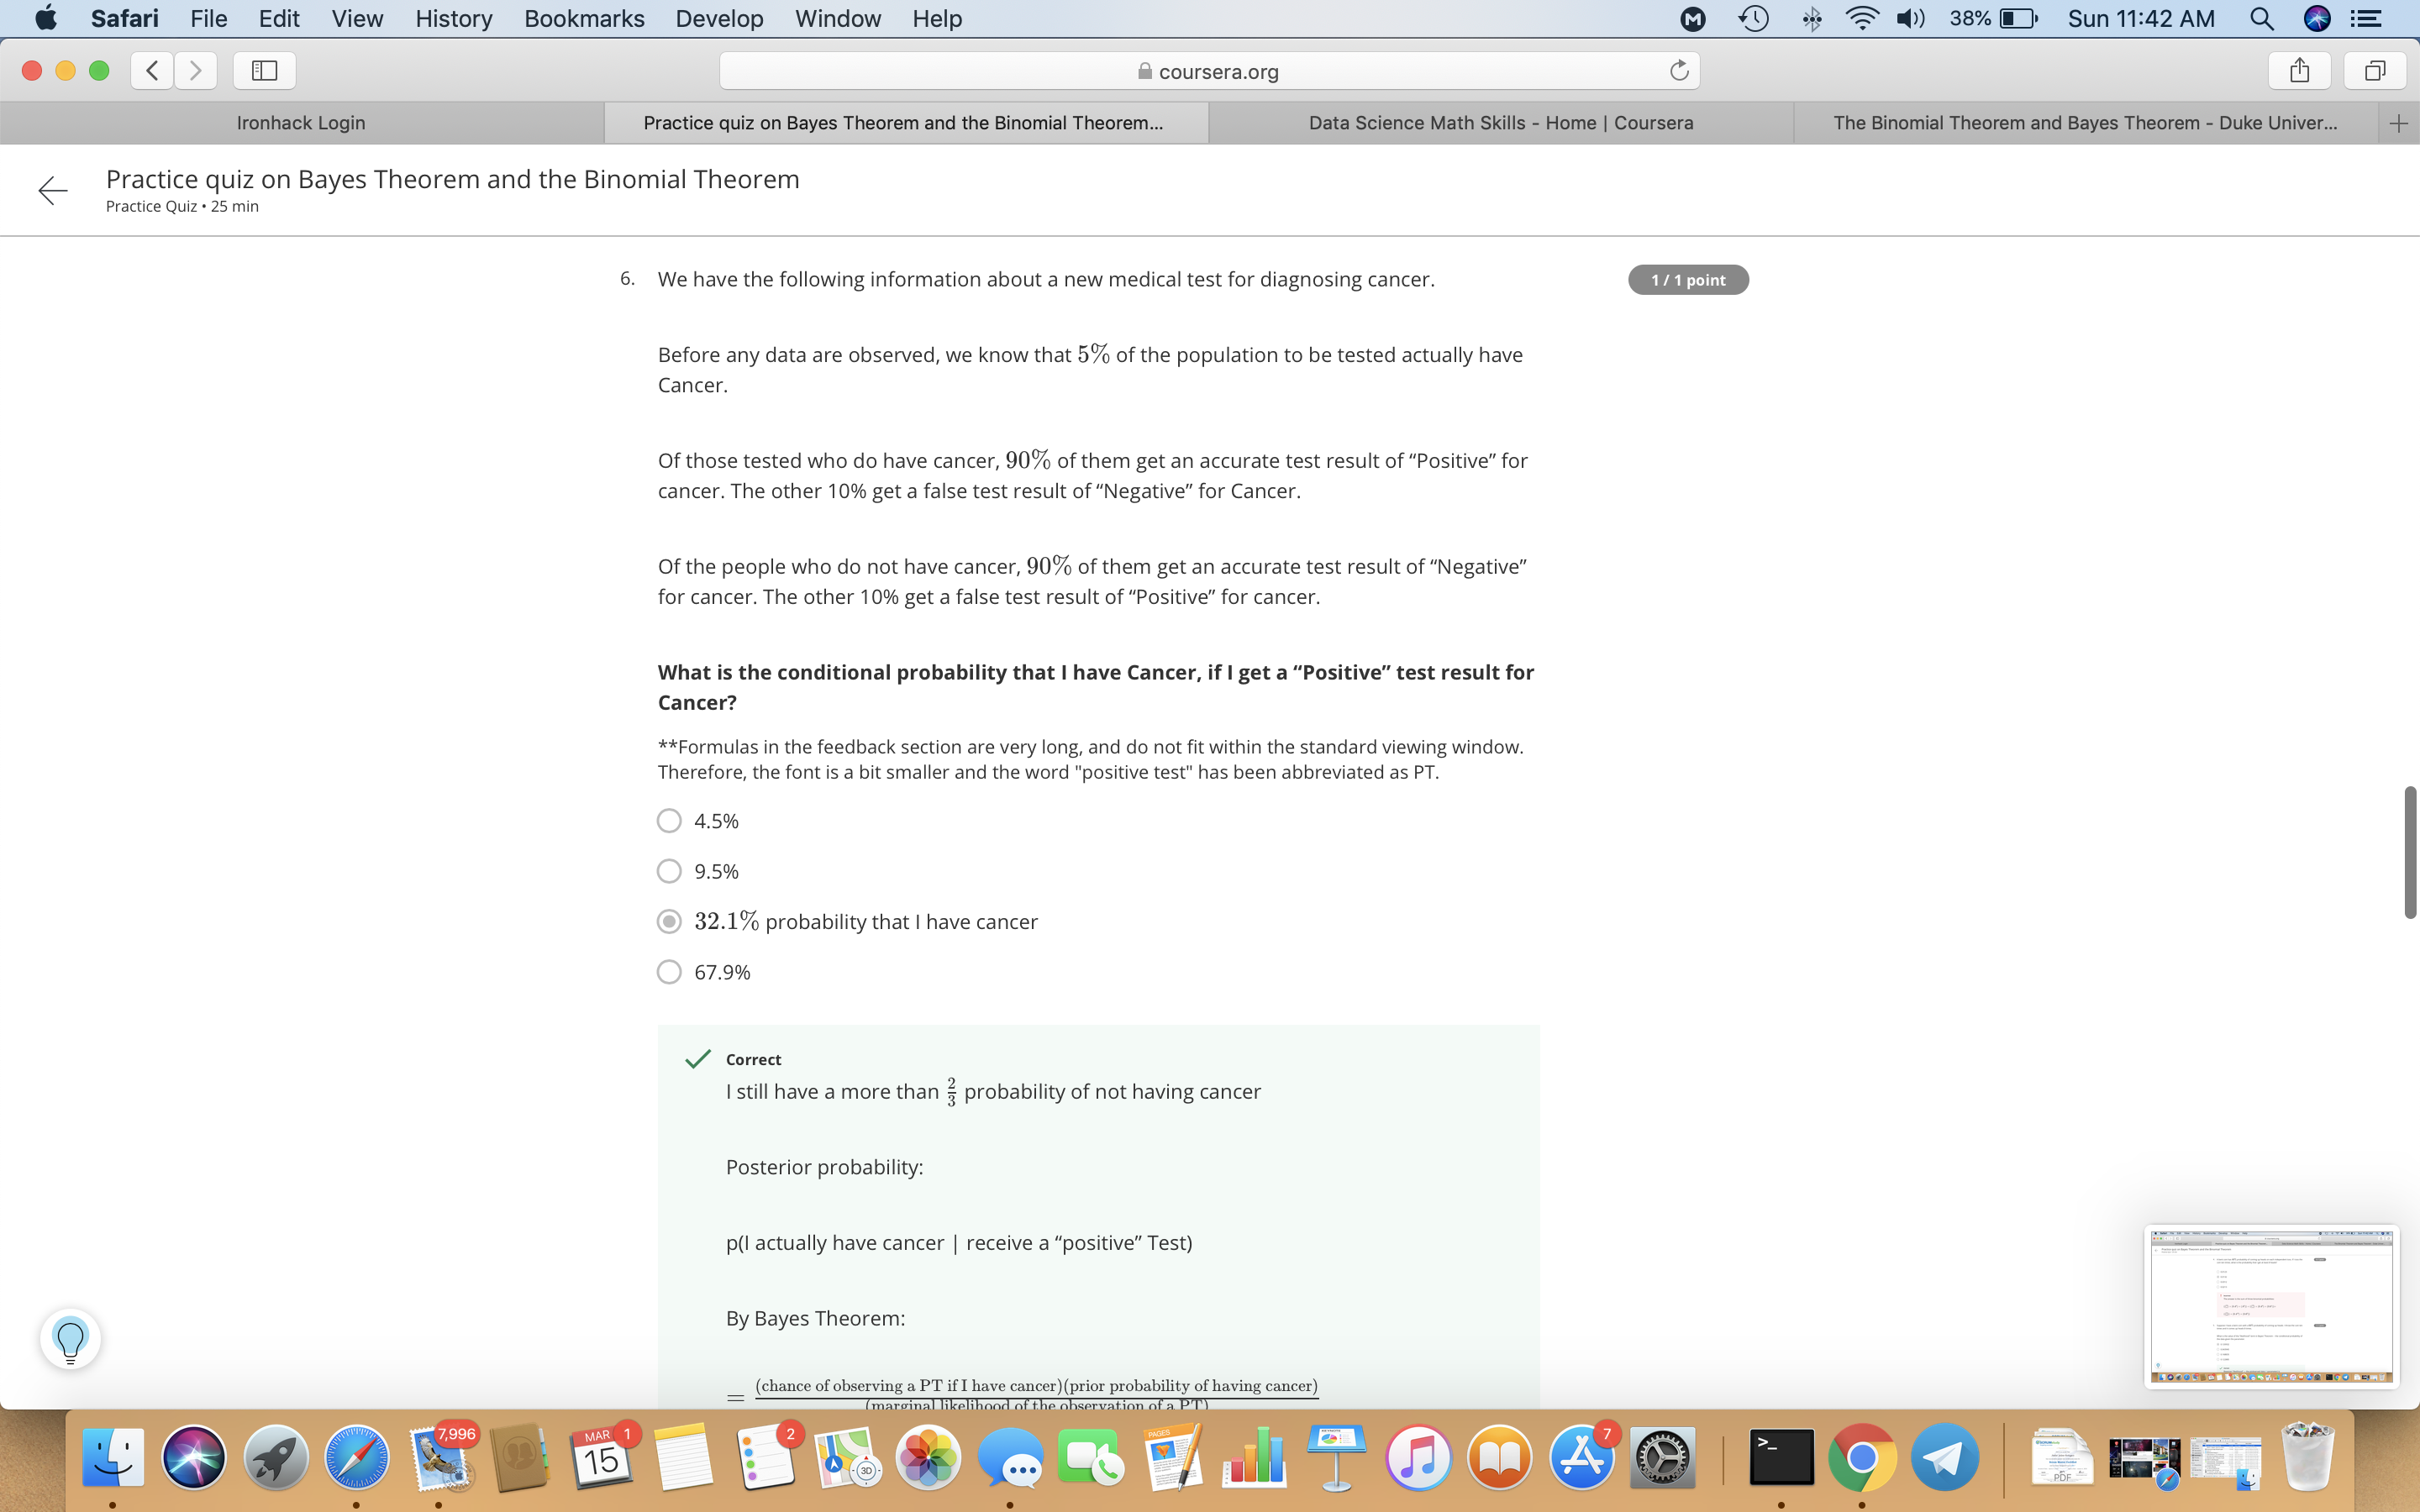 Safari File Edit View History Bookmarks Develop Window Help 38% Sun 11:42 AM
coursera.org
Ironhack Login Practice quiz on Bayes Theorem and the Binomial Theorem... Data Science Math Skills - Home | Coursera The Binomial Theorem and Bayes Theorem - Duke Univer...
Practice quiz on Bayes Theorem and the Binomial Theorem
Practice Quiz • 25 min
6. We have the following information about a new medical test for diagnosing cancer. 1 / 1 point
Before any data are observed, we know that 5% of the population to be tested actually have
Cancer.
Of those tested who do have cancer, 90% of them get an accurate test result of “Positive” for
cancer. The other 10% get a false test result of “Negative” for Cancer.
Of the people who do not have cancer, 90% of them get an accurate test result of “Negative”
for cancer. The other 10% get a false test result of “Positive” for cancer.
What is the conditional probability that I have Cancer, if I get a “Positive” test result for
Cancer?
**Formulas in the feedback section are very long, and do not fit within the standard viewing window.
Therefore, the font is a bit smaller and the word "positive test" has been abbreviated as PT.
4.5%
9.5%
32.1% probability that I have cancer
67.9%
Correct
I still have a more than 2/3 probability of not having cancer
Posterior probability:
p(I actually have cancer | receive a “positive” Test)
By Bayes Theorem:
= (chance of observing a PT if I have cancer)(prior probability of having cancer)
(marginal likelihood of the observation of a PT)
7,996 MAR 1 2 7
15 3D PAGES >_ PDF